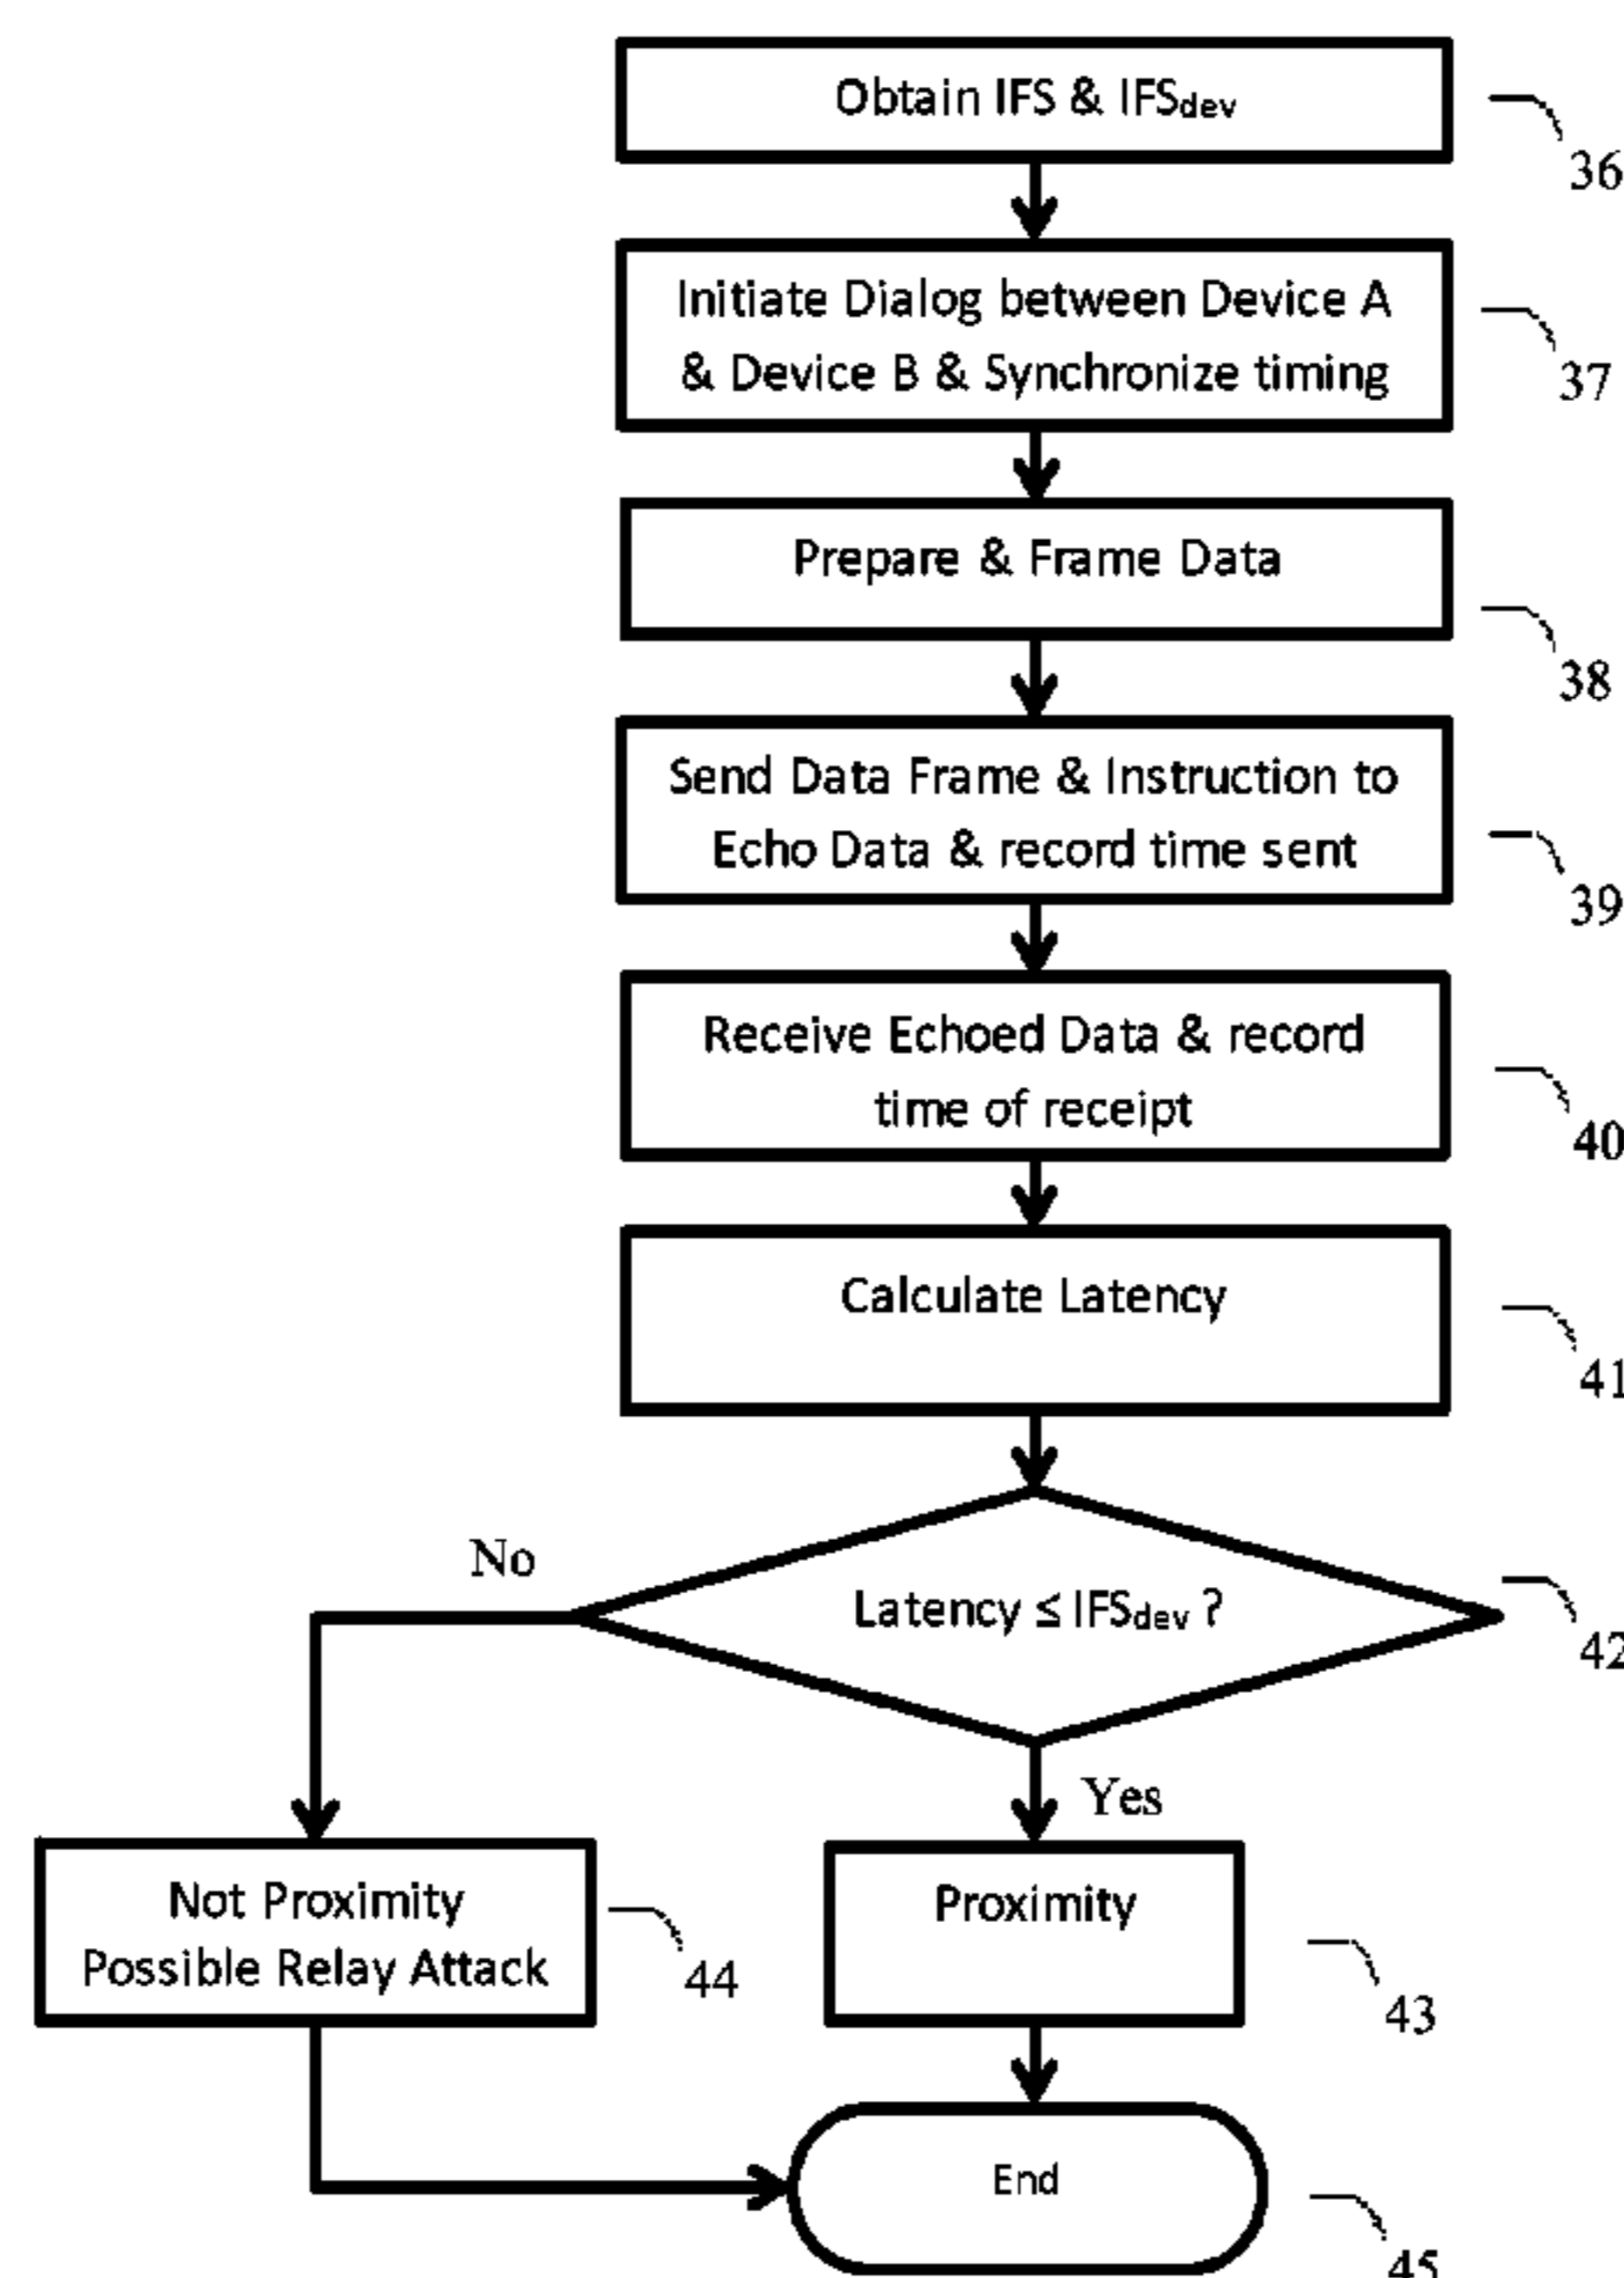 Obtain IFS & IFSdev
36
Initiate Dialog between Device A
& Device B & Synchronize timing
37
Prepare & Frame Data
38
Send Data Frame & Instruction to
Echo Data & record time sent
39
Receive Echoed Data & record
time of receipt
40
Calculate Latency
41
Latency ≤ IFSdev ?
42
No
Yes
Not Proximity
Possible Relay Attack
44
Proximity
43
End
45